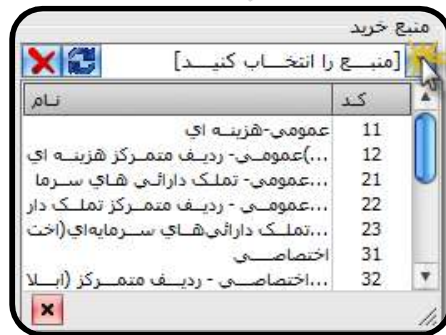 منبع خرید
[منبع را انتخاب کنید]
کد نام
11 عمومی-هزینه ای
12 عمومی- ردیف متمرکز هزینه ای(...
21 عمومی- تملک دارائی های سرما...
22 عمومی - ردیف متمرکز تملک دار...
23 تملک دارائی‌های سرمایه‌ای(اخت...
31 اختصاصی
32 اختصاصی - ردیف متمرکز (ابلا...